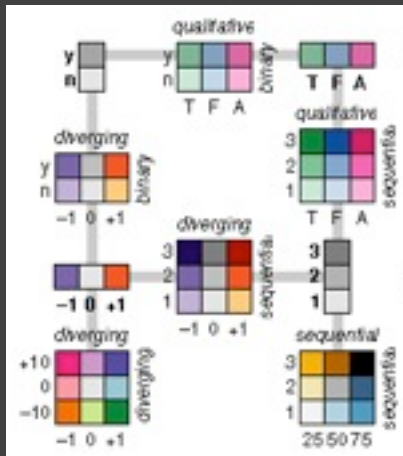 qualitative
y
n
y
n
binary
T F A
T F A
qualitative
3
2
1
sequential
T F A
diverging
y
n
binary
-1 0 +1
diverging
3
2
1
sequential
-1 0 +1
-1 0 +1
3
2
1
diverging
+10
0
-10
diverging
-1 0 +1
sequential
3
2
1
sequential
25 50 75